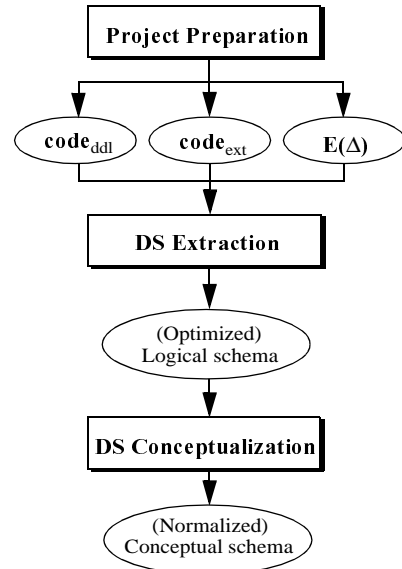 Project Preparation
code_ddl
code_ext
E(Δ)
DS Extraction
(Optimized)
Logical schema
DS Conceptualization
(Normalized)
Conceptual schema